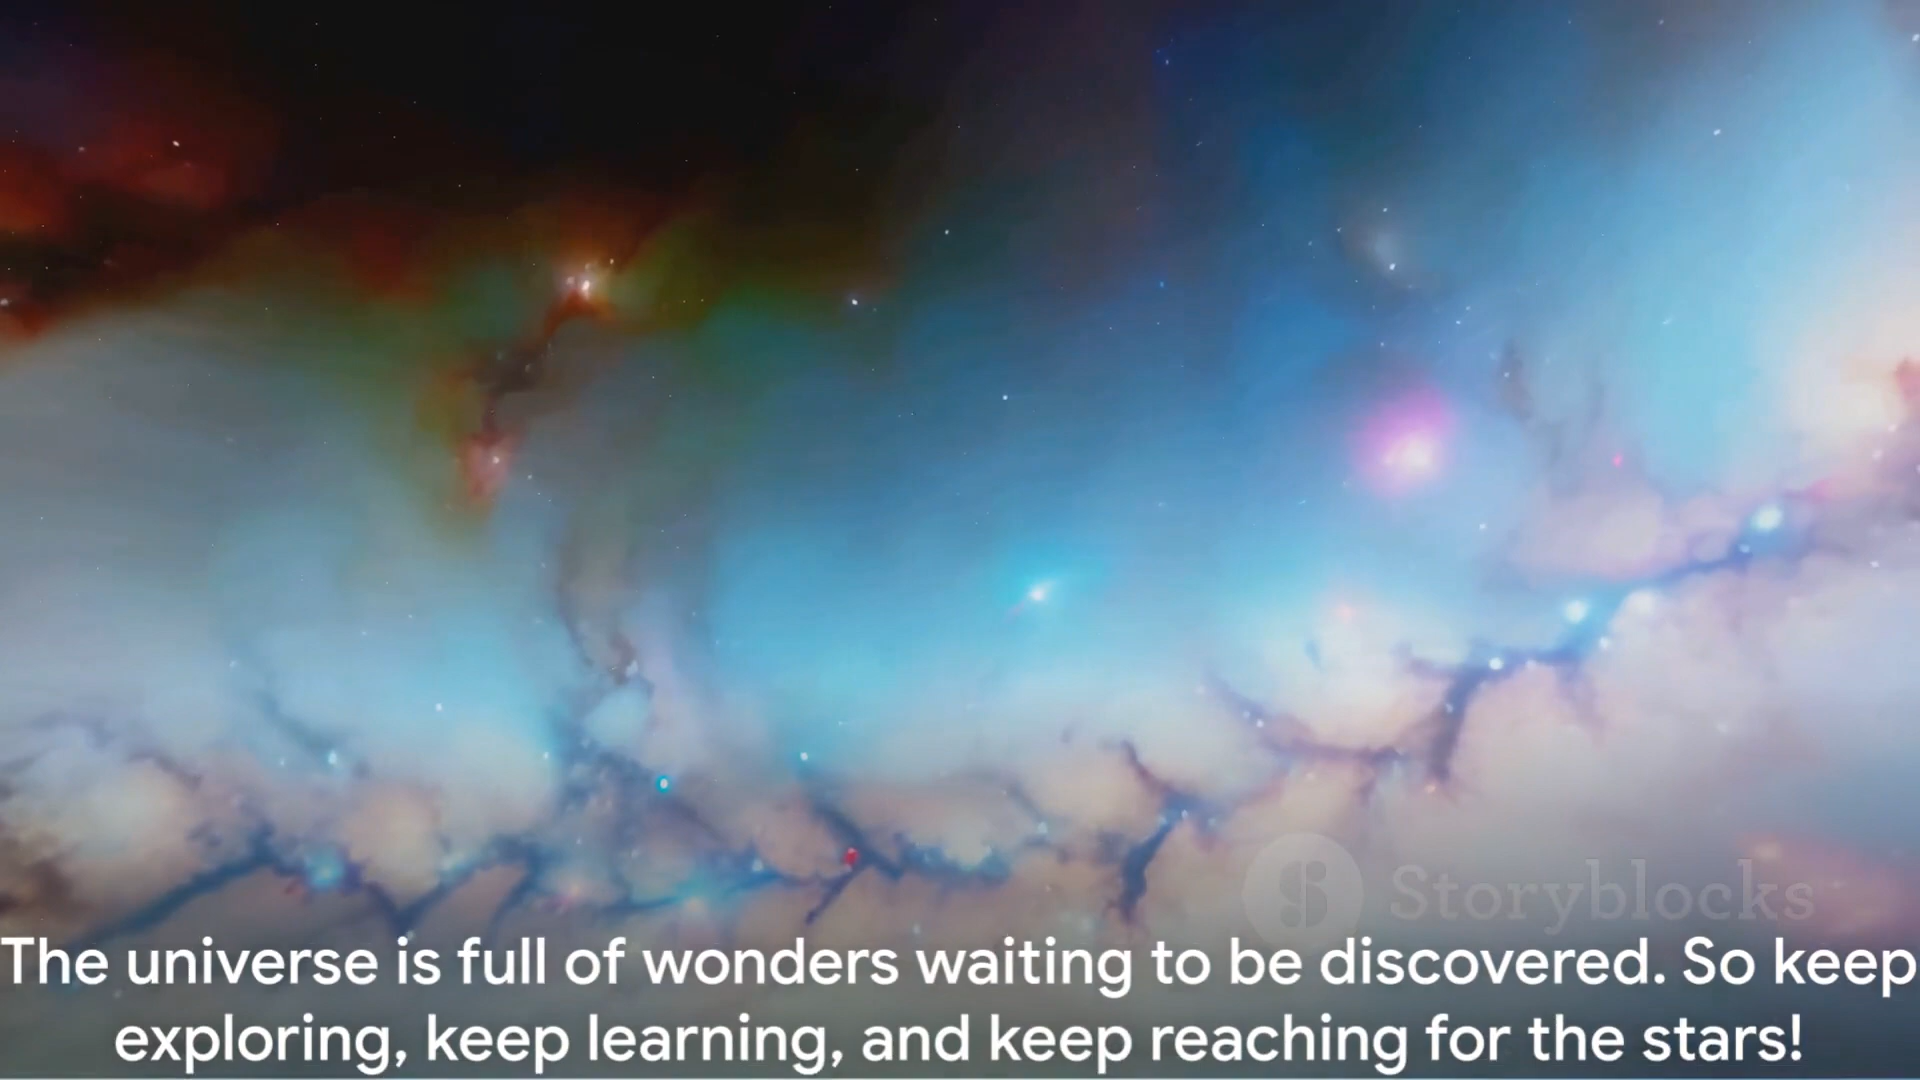 Storyblocks
The universe is full of wonders waiting to be discovered. So keep
exploring, keep learning, and keep reaching for the stars!